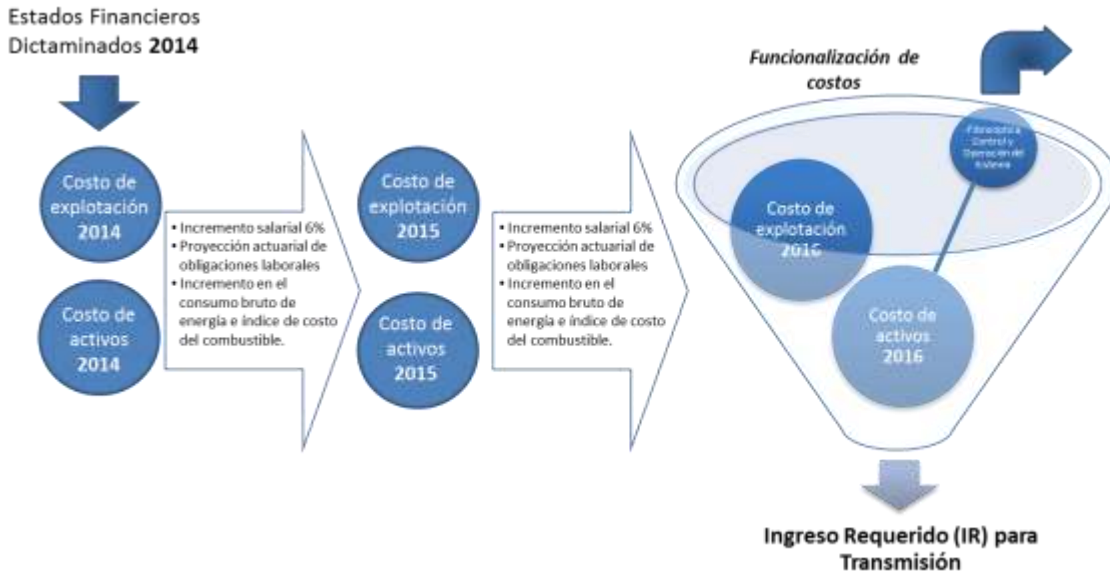 Estados Financieros
Dictaminados 2014
Costo de
explotación
2014
Costo de
activos
2014
• Incremento salarial 6%
• Proyección actuarial de
obligaciones laborales
• Incremento en el
consumo bruto de
energía e índice de costo
del combustible.
Costo de
explotación
2015
Costo de
activos
2015
• Incremento salarial 6%
• Proyección actuarial de
obligaciones laborales
• Incremento en el
consumo bruto de
energía e índice de costo
del combustible.
Funcionalización de
costos
Control y
Operación del
Sistema
Costo de
explotación
2016
Costo de
activos
2016
Ingreso Requerido (IR) para
Transmisión